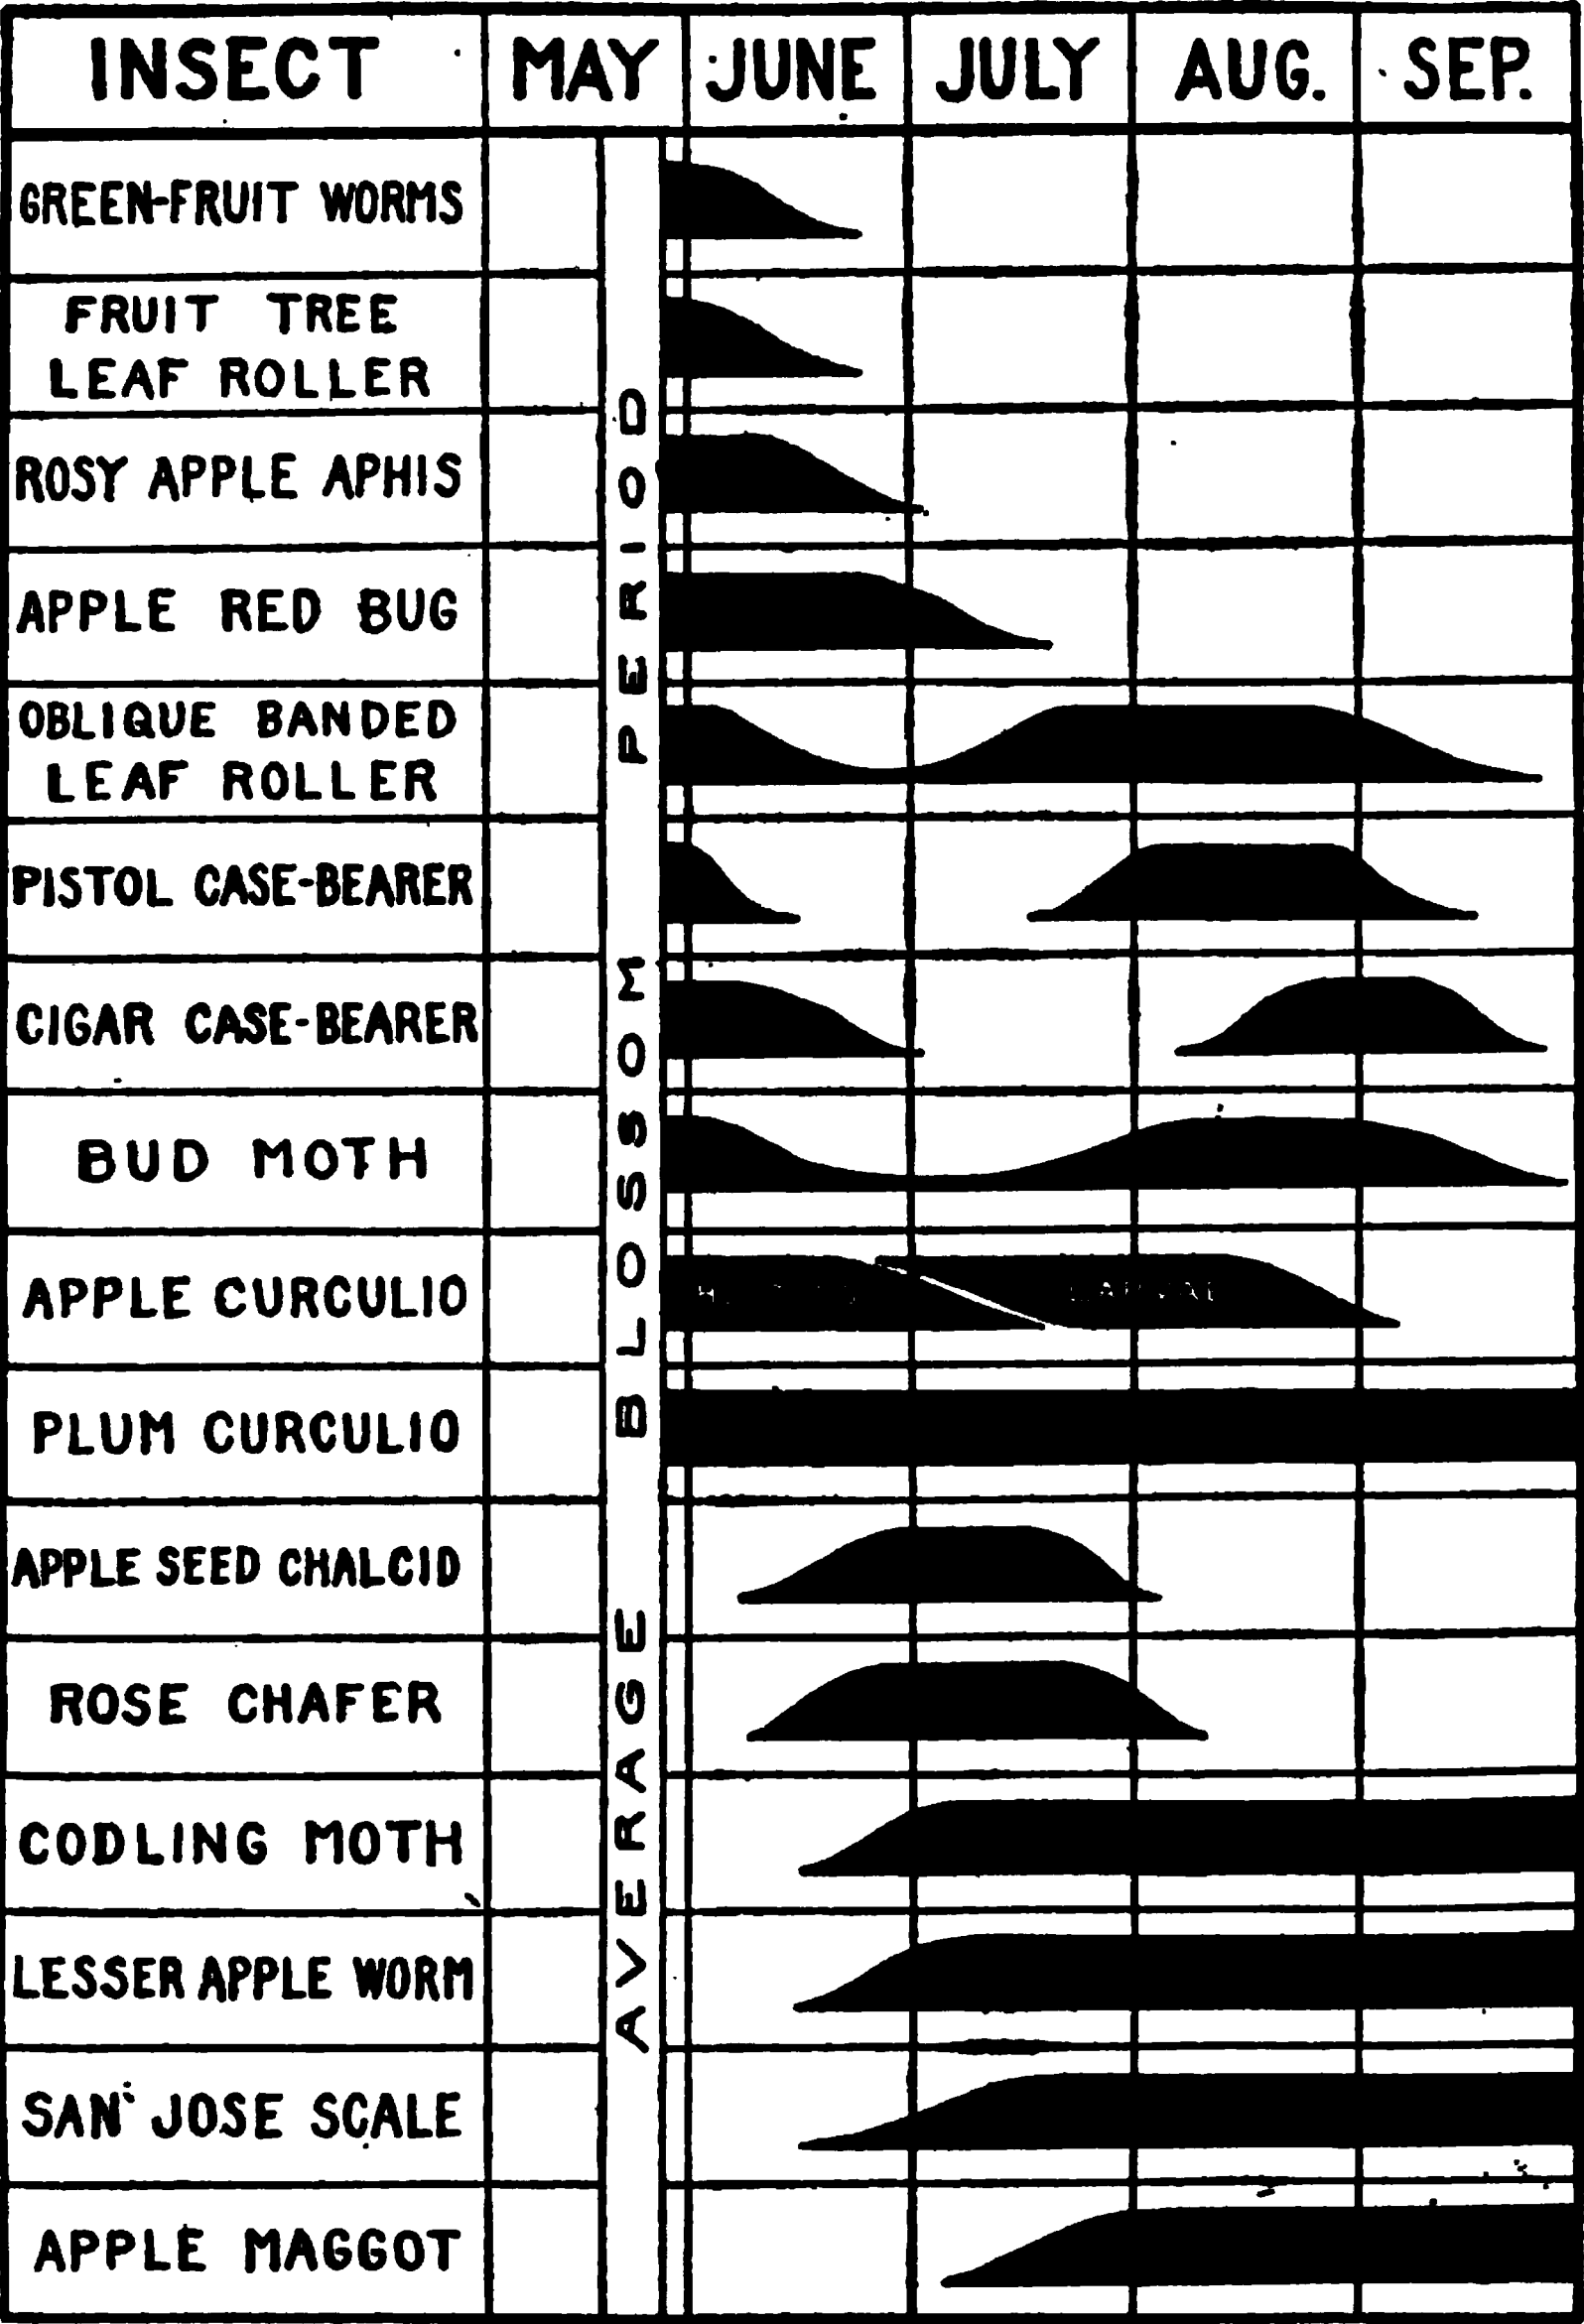 INSECT MAY JUNE JULY AUG. SEP.
GREEN-FRUIT WORMS
FRUIT TREE
LEAF ROLLER
ROSY APPLE APHIS
APPLE RED BUG
OBLIQUE BANDED
LEAF ROLLER
PISTOL CASE-BEARER
CIGAR CASE-BEARER
BUD MOTH
APPLE CURCULIO
PLUM CURCULIO
APPLE SEED CHALCID
ROSE CHAFER
CODLING MOTH
LESSER APPLE WORM
SAN JOSE SCALE
APPLE MAGGOT
AVERAGE BLOSSOM PERIOD